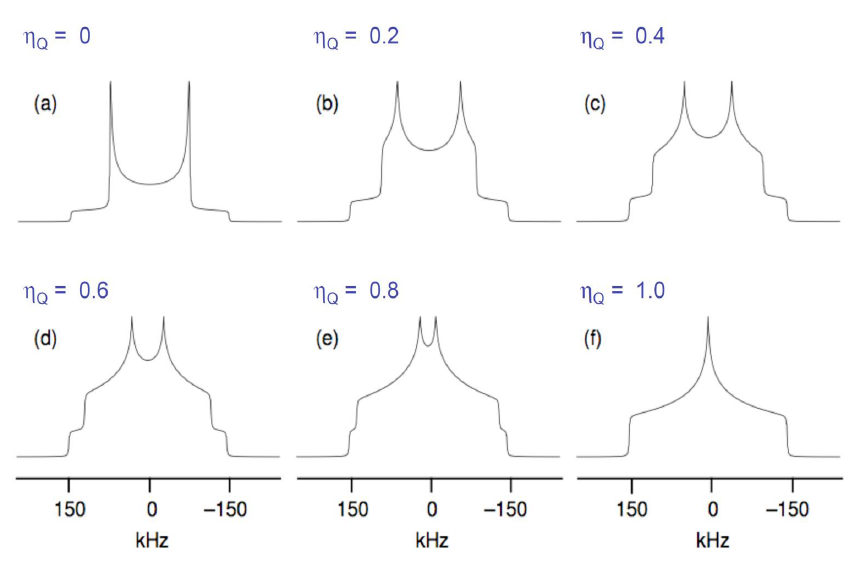 ηQ = 0
ηQ = 0.2
ηQ = 0.4
(a)
(b)
(c)
ηQ = 0.6
ηQ = 0.8
ηQ = 1.0
(d)
(e)
(f)
150 0 –150
150 0 –150
150 0 –150
kHz
kHz
kHz